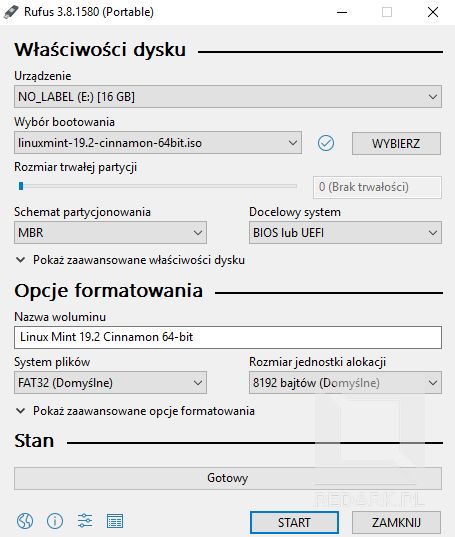 Rufus 3.8.1580 (Portable)
Właściwości dysku
Urządzenie
NO_LABEL (E:) [16 GB]
Wybór bootowania
linuxmint-19.2-cinnamon-64bit.iso
WYBIERZ
Rozmiar trwałej partycji
0 (Brak trwałości)
Schemat partycjonowania
Docelowy system
MBR
BIOS lub UEFI
Pokaż zaawansowane właściwości dysku
Opcje formatowania
Nazwa woluminu
Linux Mint 19.2 Cinnamon 64-bit
System plików
Rozmiar jednostki alokacji
FAT32 (Domyślne)
8192 bajtów (Domyślne)
Pokaż zaawansowane opcje formatowania
Stan
Gotowy
REDARK.PL
START
ZAMKNIJ